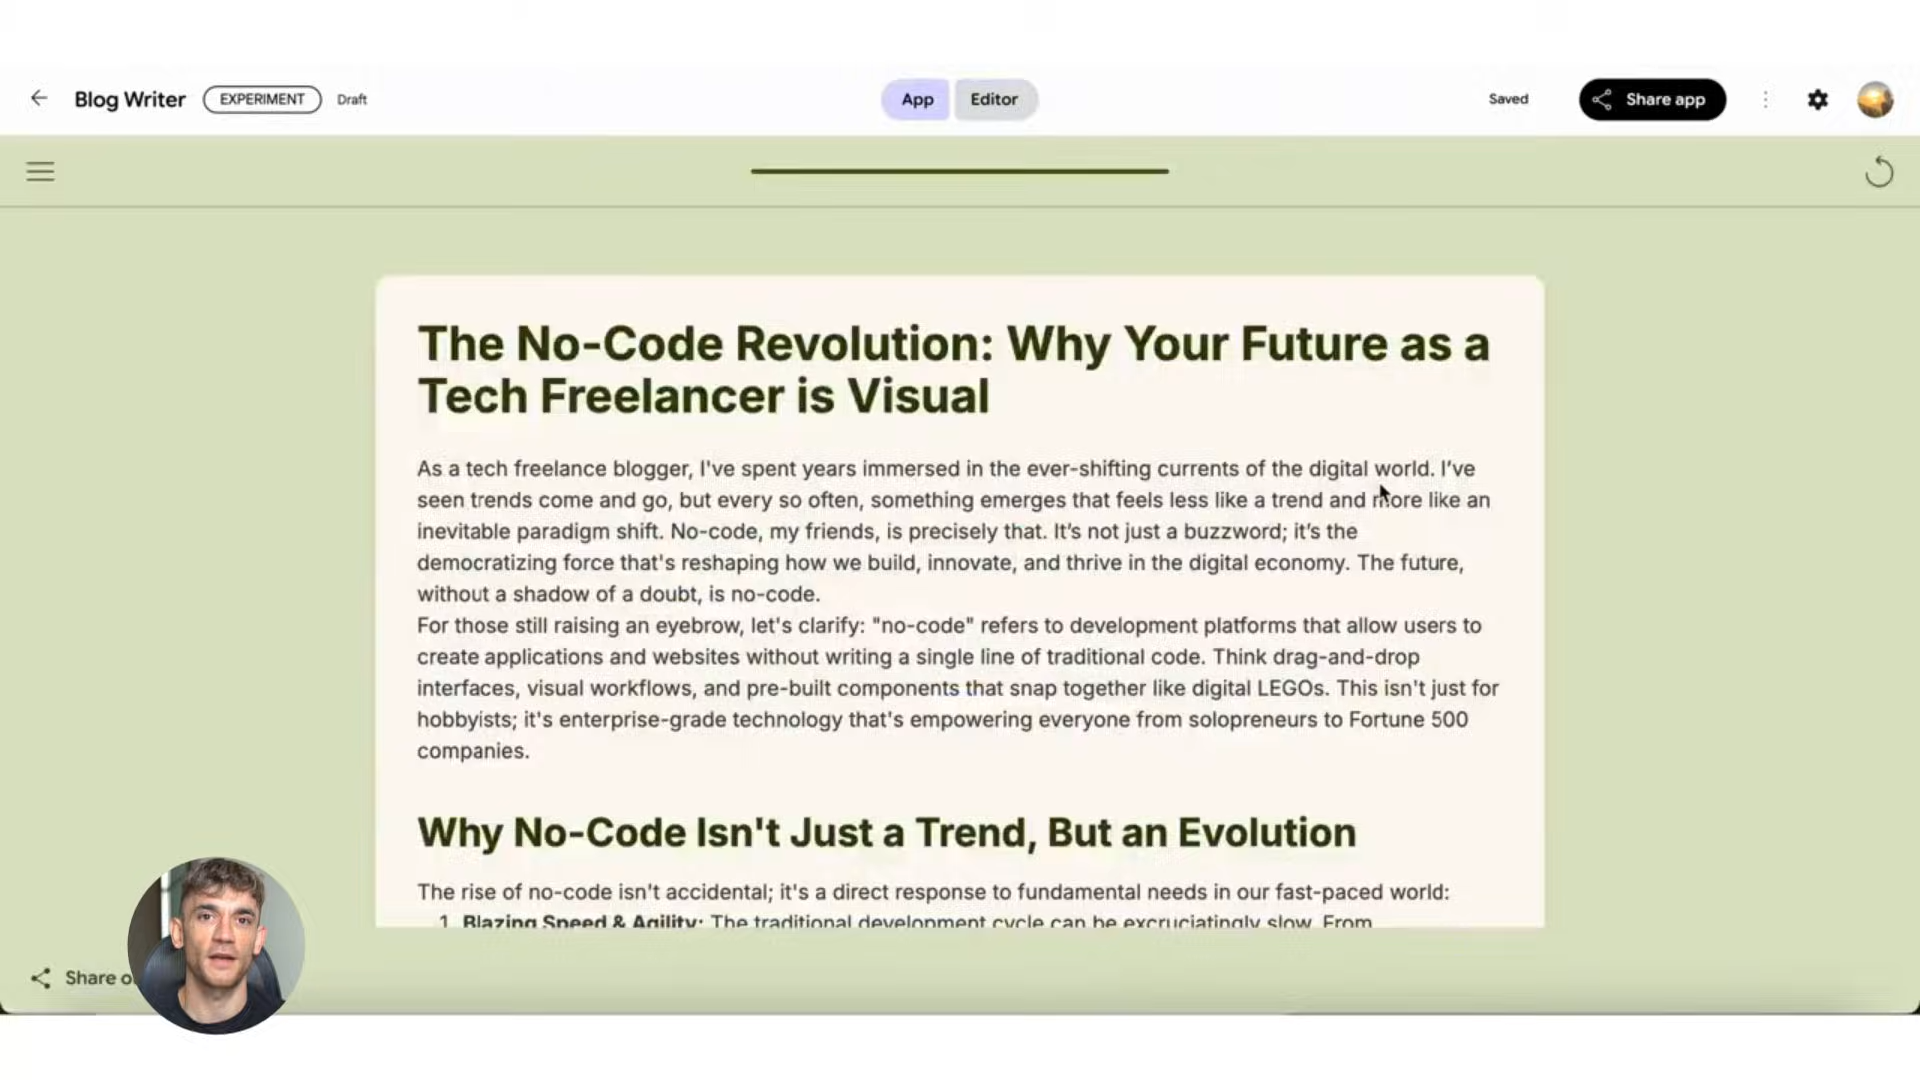 Blog Writer
EXPERIMENT
Draft
App
Editor
Saved
Share app
The No-Code Revolution: Why Your Future as a
Tech Freelancer is Visual
As a tech freelance blogger, I've spent years immersed in the ever-shifting currents of the digital world. I've
seen trends come and go, but every so often, something emerges that feels less like a trend and more like an
inevitable paradigm shift. No-code, my friends, is precisely that. It's not just a buzzword; it's the
democratizing force that's reshaping how we build, innovate, and thrive in the digital economy. The future,
without a shadow of a doubt, is no-code.
For those still raising an eyebrow, let's clarify: "no-code" refers to development platforms that allow users to
create applications and websites without writing a single line of traditional code. Think drag-and-drop
interfaces, visual workflows, and pre-built components that snap together like digital LEGOs. This isn't just for
hobbyists; it's enterprise-grade technology that's empowering everyone from solopreneurs to Fortune 500
companies.
Why No-Code Isn't Just a Trend, But an Evolution
The rise of no-code isn't accidental; it's a direct response to fundamental needs in our fast-paced world:
1. Blazing Speed & Agility: The traditional development cycle can be excruciatingly slow. From
Share